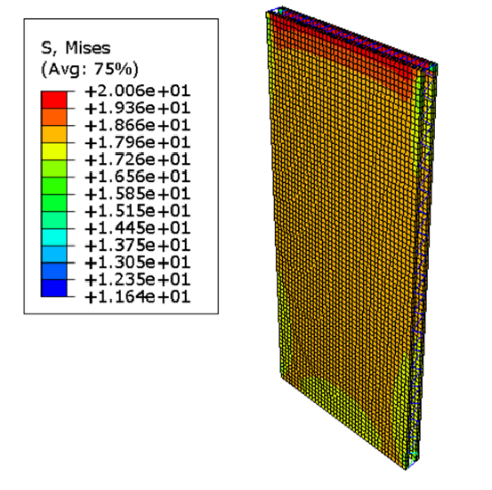 S, Mises
(Avg: 75%)
+2.006e+01
+1.936e+01
+1.866e+01
+1.796e+01
+1.726e+01
+1.656e+01
+1.585e+01
+1.515e+01
+1.445e+01
+1.375e+01
+1.305e+01
+1.235e+01
+1.164e+01